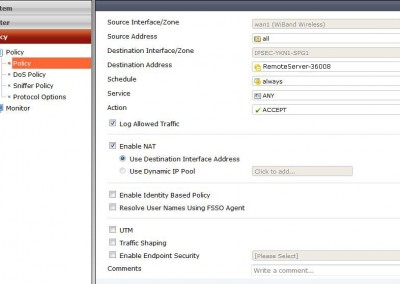 tem
Source Interface/Zone wan1 (WiBand Wireless)
ter
Source Address all
cy
Destination Interface/Zone IPSEC-YKN1-SPG1
Policy
Destination Address RemoteServer-36008
Policy
Schedule always
DoS Policy
Sniffer Policy
Service ANY
Protocol Options
Action ACCEPT
Monitor
Log Allowed Traffic
Enable NAT
Use Destination Interface Address
Use Dynamic IP Pool Click to add...
Enable Identity Based Policy
Resolve User Names Using FSSO Agent
UTM
Traffic Shaping
Enable Endpoint Security [Please Select]
Comments Write a comment...